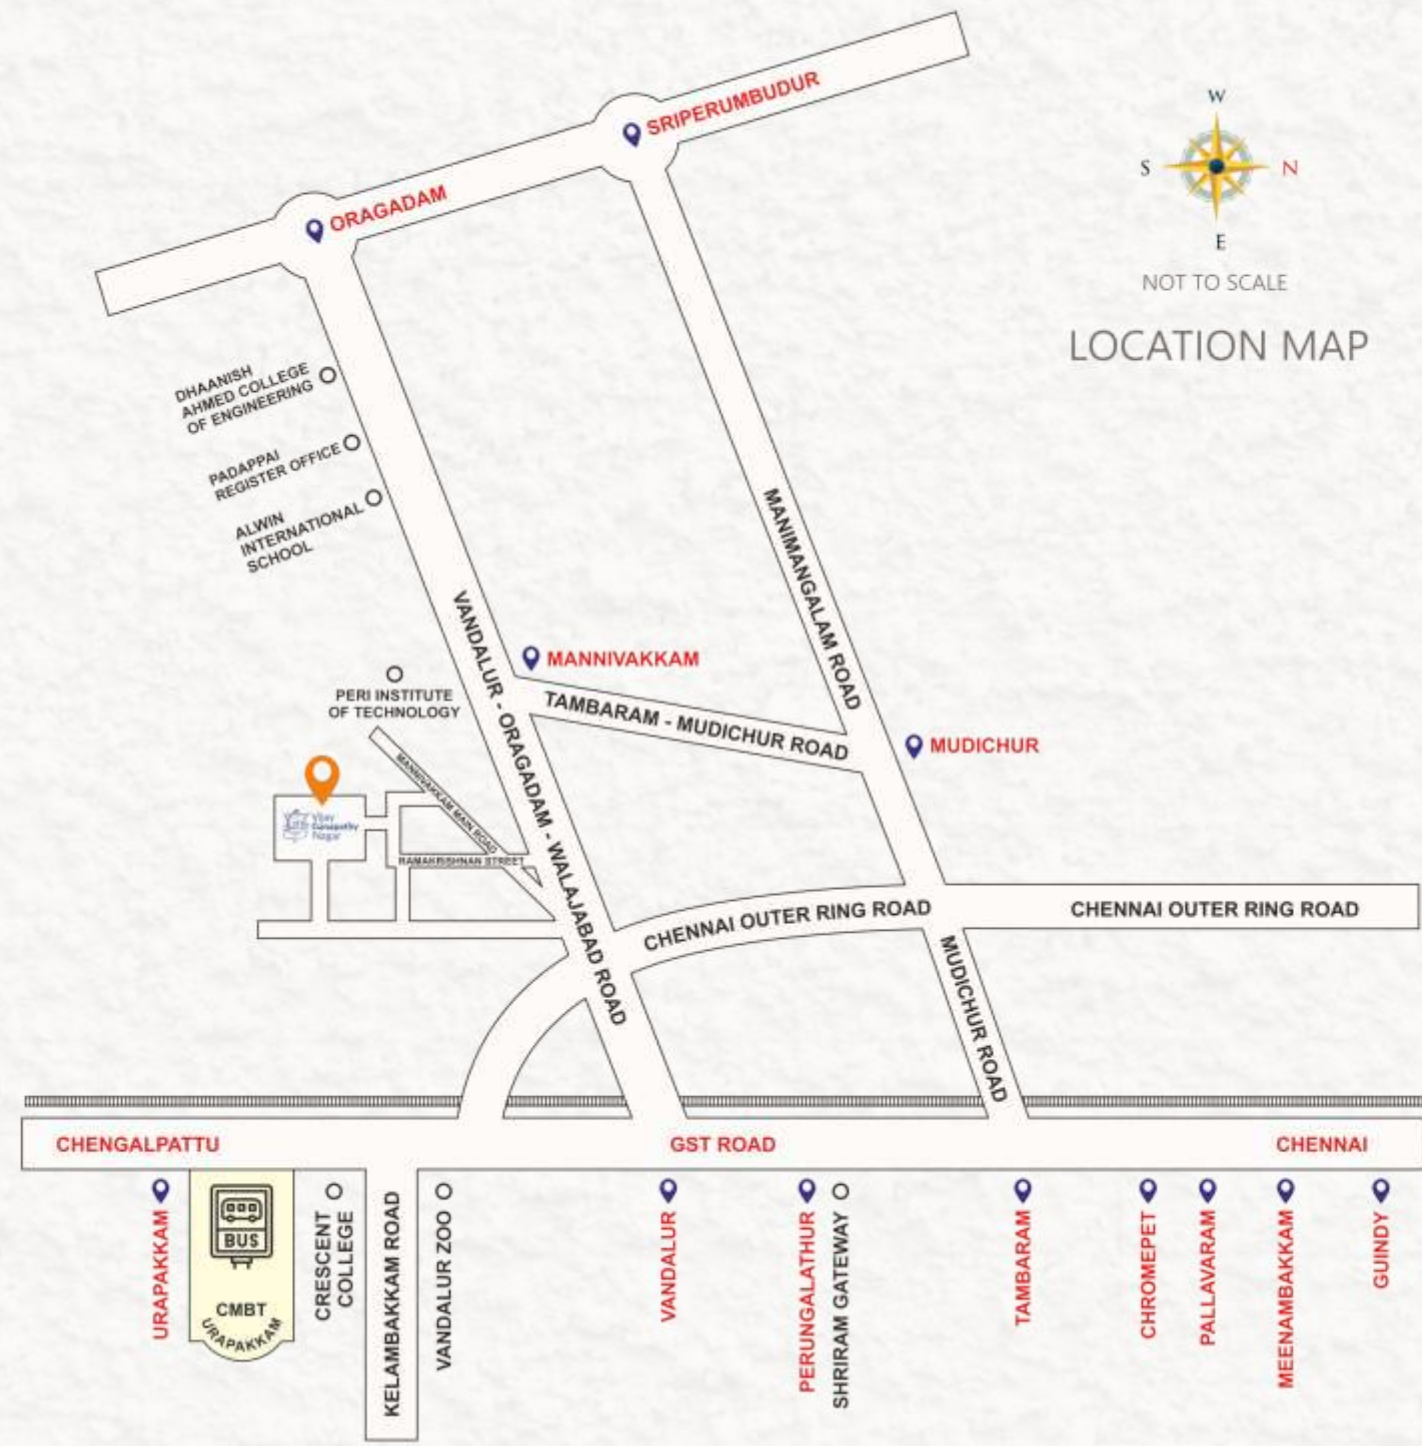 W
S
N
E
NOT TO SCALE
LOCATION MAP
SRIPERUMBUDUR
ORAGADAM
DHAANISH
AHMED COLLEGE
OF ENGINEERING
PADAPPAI
REGISTER OFFICE
ALWIN
INTERNATIONAL
SCHOOL
MANIMANGALAM ROAD
VANDALUR - ORAGADAM - WALAJABAD ROAD
MANNIVAKKAM
TAMBARAM - MUDICHUR ROAD
MUDICHUR
PERI INSTITUTE
OF TECHNOLOGY
MANNIVAKKAM MAIN ROAD
Vijay
Ganapathy
Nagar
RAMAKRISHNAN STREET
CHENNAI OUTER RING ROAD
CHENNAI OUTER RING ROAD
MUDICHUR ROAD
CHENGALPATTU
GST ROAD
CHENNAI
URAPAKKAM
BUS
CMBT
URAPAKKAM
CRESCENT
COLLEGE
KELAMBAKKAM ROAD
VANDALUR ZOO
VANDALUR
PERUNGALATHUR
SHRIRAM GATEWAY
TAMBARAM
CHROMEPET
PALLAVARAM
MEENAMBAKKAM
GUINDY